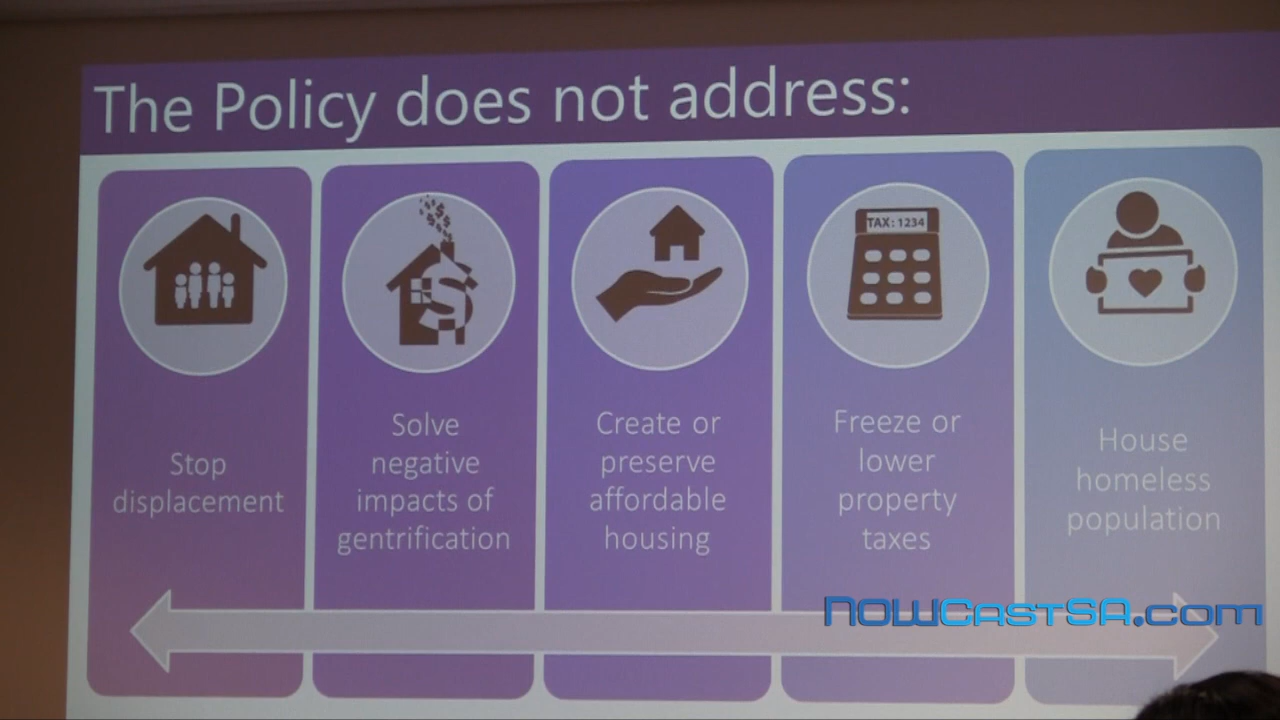 The Policy does not address:
TAX: 1234
Stop
displacement
Solve
negative
impacts of
gentrification
Create or
preserve
affordable
housing
Freeze or
lower
property
taxes
House
homeless
population
NOWCastSA.com